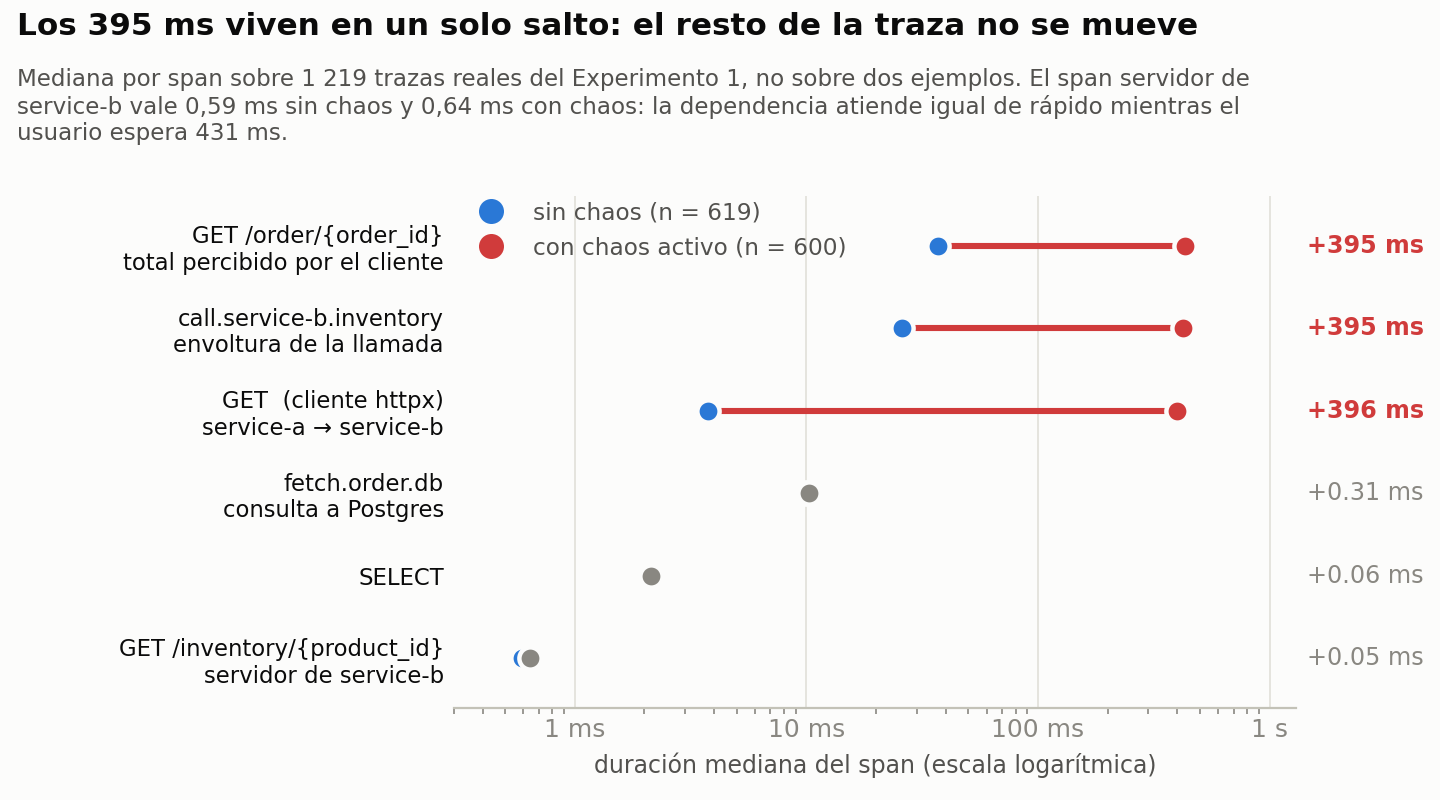 Los 395 ms viven en un solo salto: el resto de la traza no se mueve
Mediana por span sobre 1 219 trazas reales del Experimento 1, no sobre dos ejemplos. El span servidor de
service-b vale 0,59 ms sin chaos y 0,64 ms con chaos: la dependencia atiende igual de rápido mientras el
usuario espera 431 ms.
sin chaos (n = 619)
con chaos activo (n = 600)
GET /order/{order_id}
total percibido por el cliente
+395 ms
call.service-b.inventory
envoltura de la llamada
+395 ms
GET  (cliente httpx)
service-a → service-b
+396 ms
fetch.order.db
consulta a Postgres
+0.31 ms
SELECT
+0.06 ms
GET /inventory/{product_id}
servidor de service-b
+0.05 ms
1 ms
10 ms
100 ms
1 s
duración mediana del span (escala logarítmica)